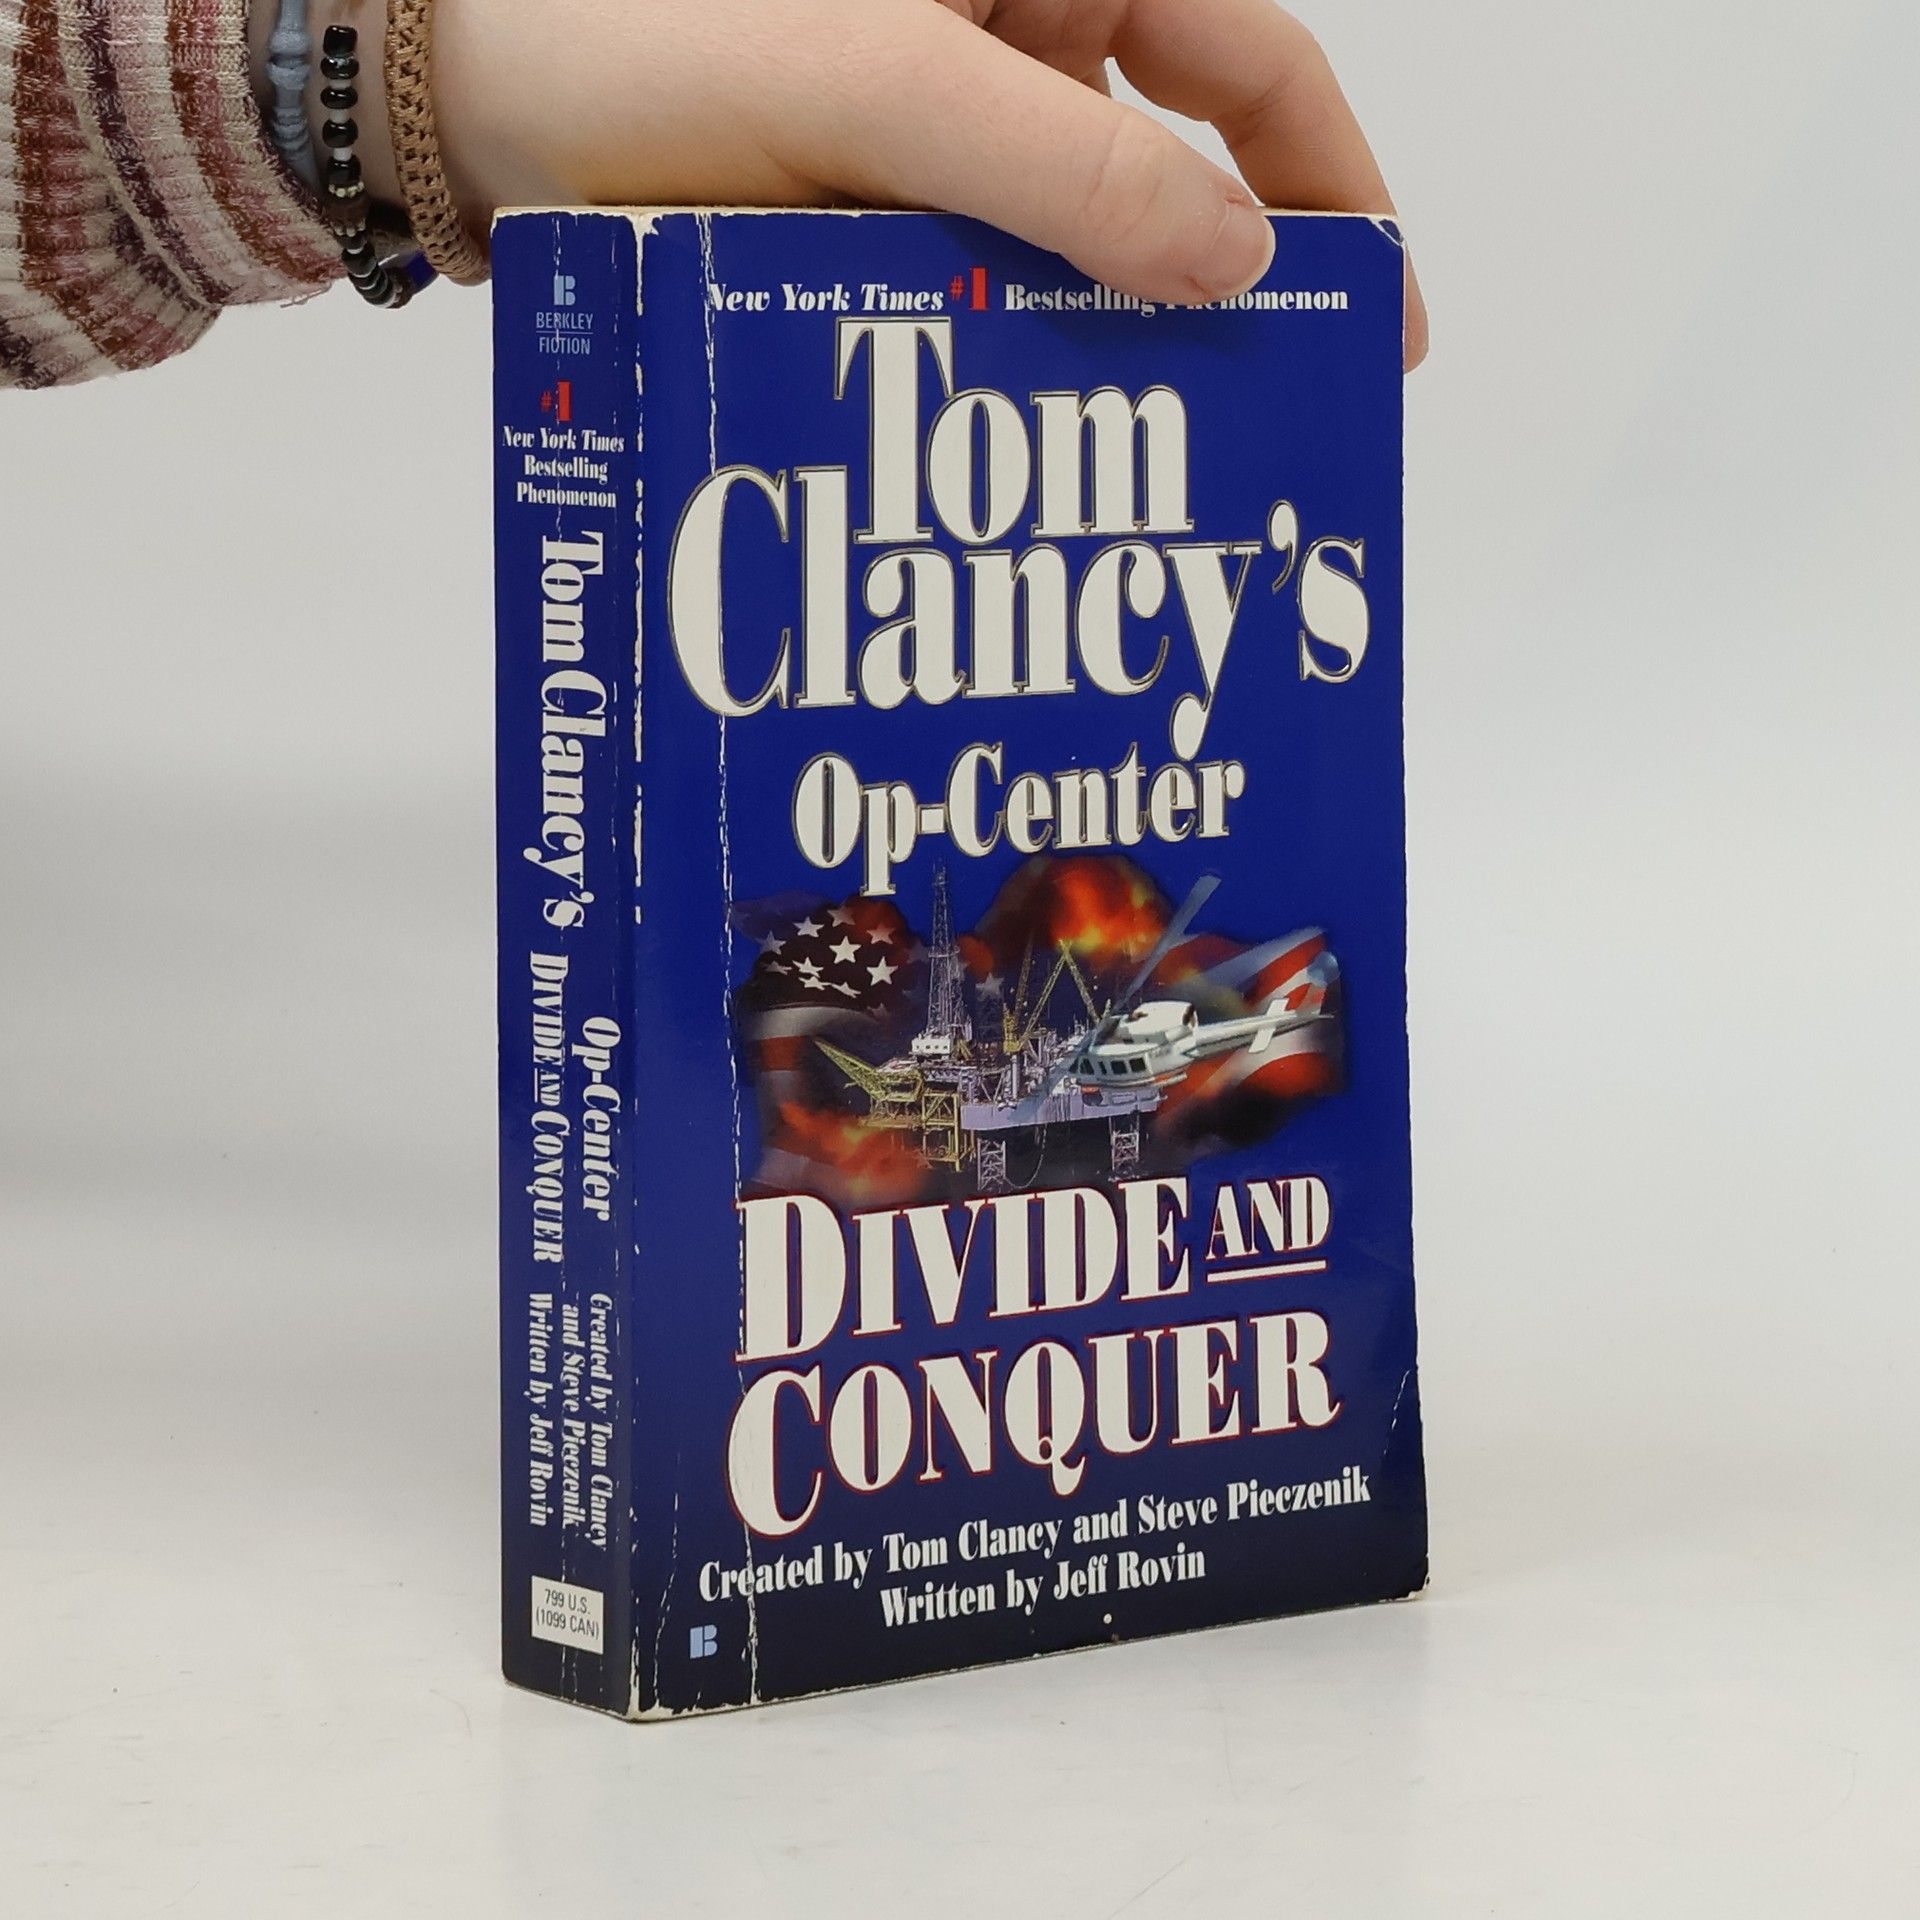 B
BERKLEY
FICTION
#1
New York Times
Bestselling
Phenomenon
Tom Clancy's
Op-Center
DIVIDE AND CONQUER
Created by Tom Clancy
and Steve Pieczenik
Written by Jeff Rovin
799 U.S.
(1099 CAN)
New York Times #1 Bestselling Phenomenon
Tom
Clancy's
Op-Center
DIVIDE AND
CONQUER
Created by Tom Clancy and Steve Pieczenik
Written by Jeff Rovin
B